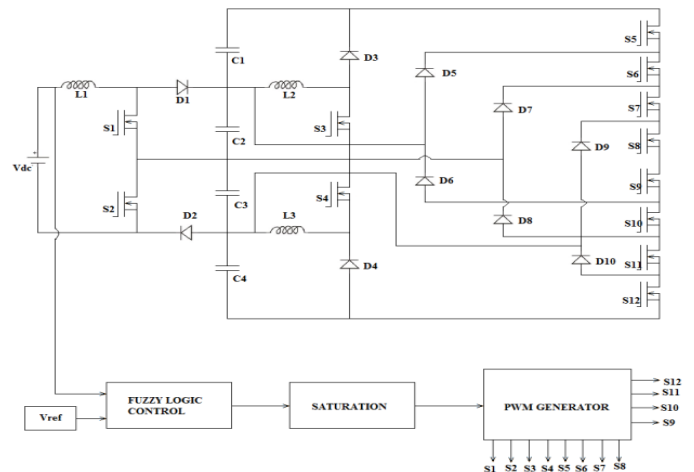 S5
C1
D3
D5
S6
L1
D1
L2
D7
S7
S1
S3
D9
C2
S8
Vdc
D6
S9
S2
C3
S4
D2
L3
D8
S10
C4
D4
D10
S11
S12
Vref
FUZZY LOGIC
CONTROL
SATURATION
PWM GENERATOR
S12
S11
S10
S9
S1 S2 S3 S4 S5 S6 S7 S8